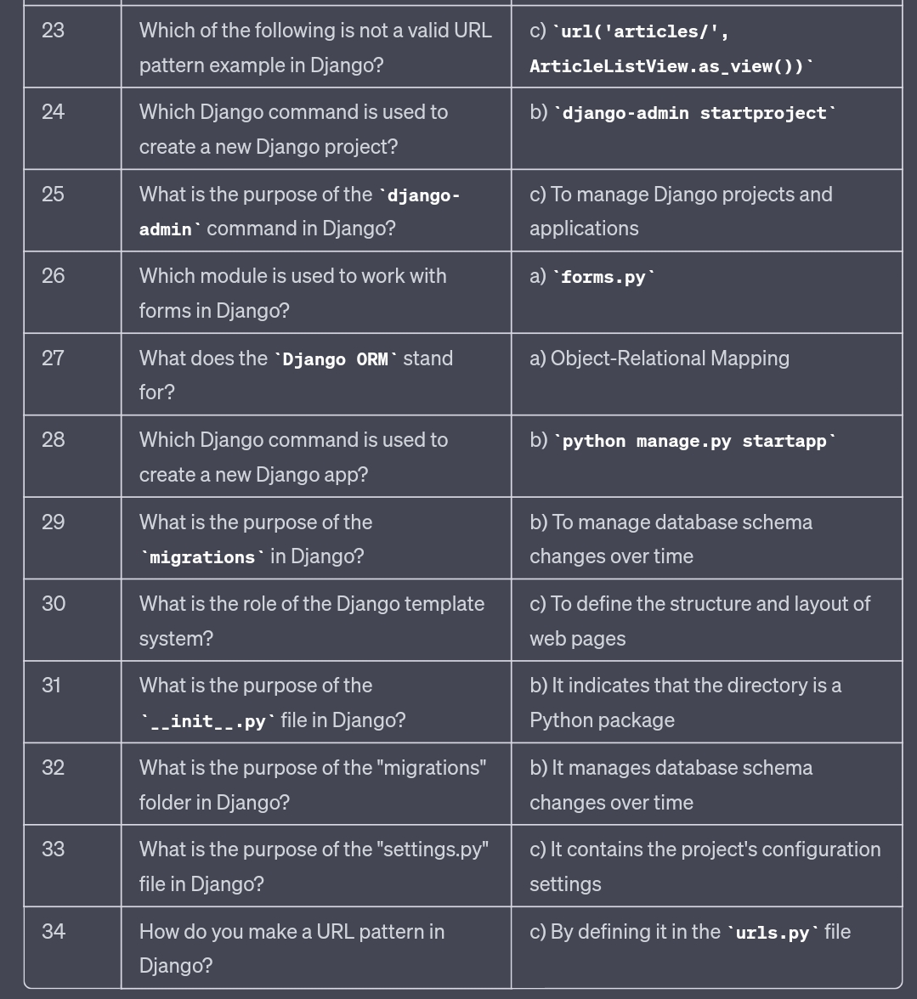 23 Which of the following is not a valid URL c) `url('articles/',
pattern example in Django? ArticleListView.as_view())`
24 Which Django command is used to b) `django-admin startproject`
create a new Django project?
25 What is the purpose of the `django- c) To manage Django projects and
admin` command in Django? applications
26 Which module is used to work with a) `forms.py`
forms in Django?
27 What does the `Django ORM` stand a) Object-Relational Mapping
for?
28 Which Django command is used to b) `python manage.py startapp`
create a new Django app?
29 What is the purpose of the b) To manage database schema
`migrations` in Django? changes over time
30 What is the role of the Django template c) To define the structure and layout of
system? web pages
31 What is the purpose of the b) It indicates that the directory is a
`__init__.py` file in Django? Python package
32 What is the purpose of the "migrations" b) It manages database schema
folder in Django? changes over time
33 What is the purpose of the "settings.py" c) It contains the project's configuration
file in Django? settings
34 How do you make a URL pattern in c) By defining it in the `urls.py` file
Django?